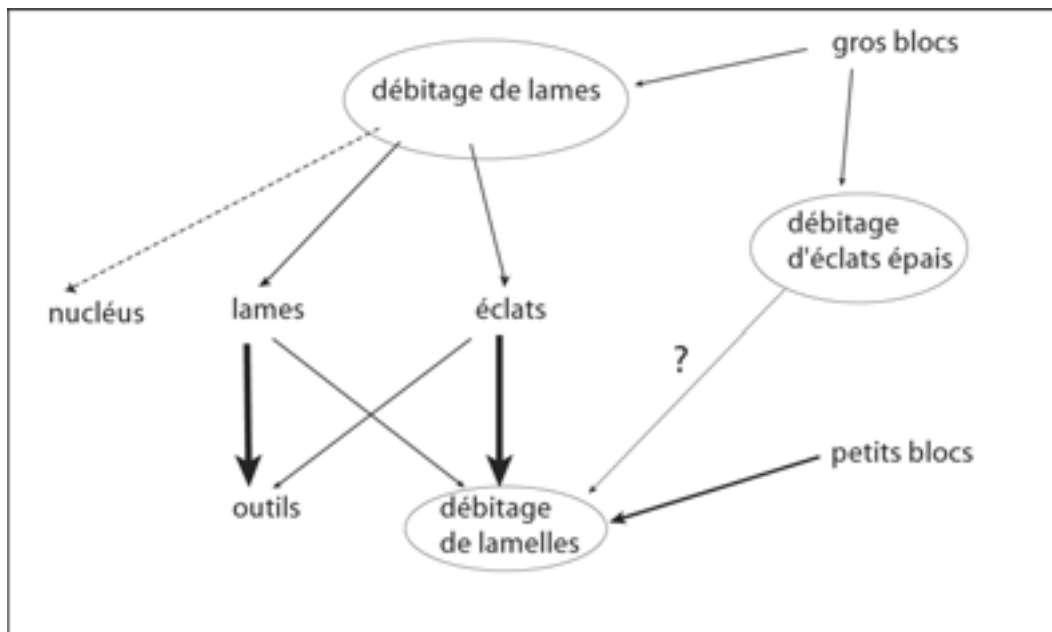 gros blocs
débitage de lames
débitage
d'éclats épais
nucléus
lames
éclats
?
petits blocs
outils
débitage
de lamelles